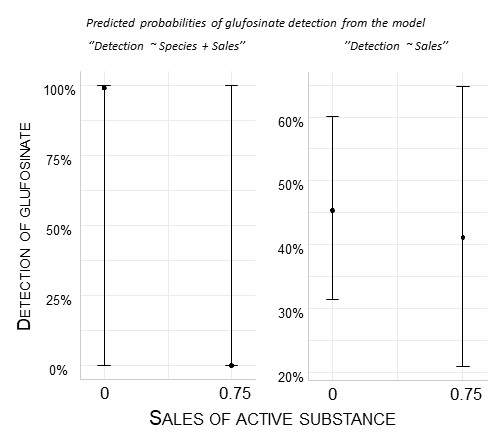 Predicted probabilities of glufosinate detection from the model
“Detection ~ Species + Sales” ”Detection ~ Sales”
DETECTION OF GLUFOSINATE
100%
75%
50%
25%
0%
60%
50%
40%
30%
20%
0 0.75 0 0.75
SALES OF ACTIVE SUBSTANCE